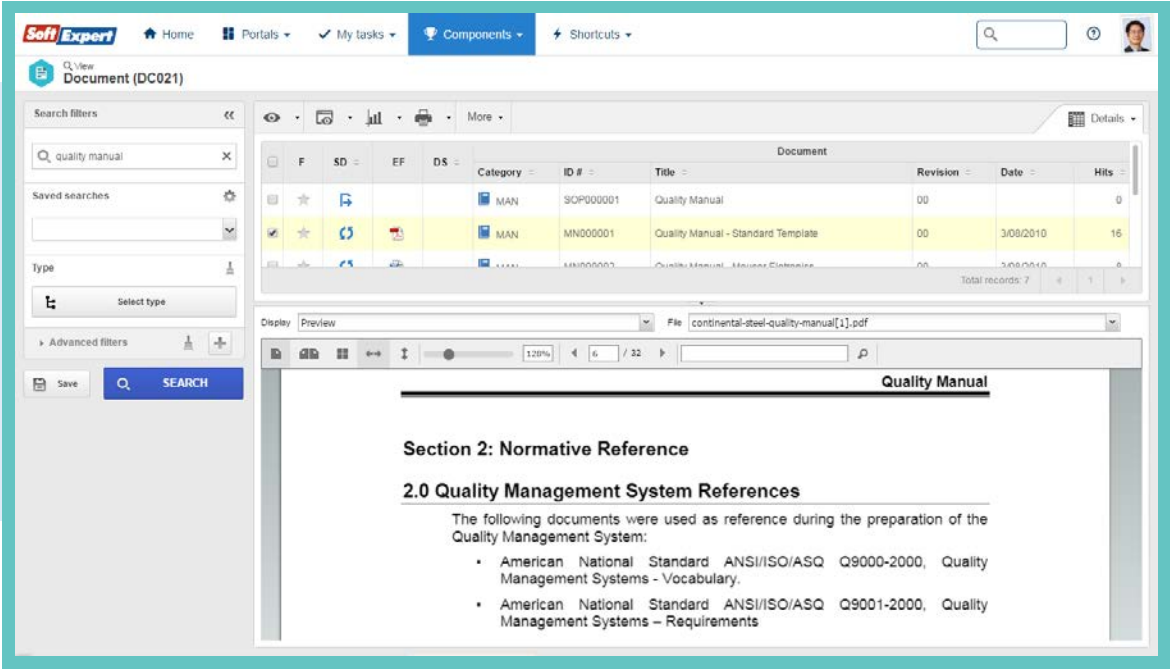 Soft Expert
Home
Portals
My tasks
Components
Shortcuts
View
Document (DC021)
Search filters
quality manual
Saved searches
Type
Select type
Advanced filters
Save
SEARCH
More
Details
Document
F SD EF DS Category ID # Title Revision Date Hits
MAN SOP000001 Quality Manual 00 0
MAN MN000001 Quality Manual - Standard Template 00 3/08/2010 16
Total records: 7 1
Display Preview File continental-steel-quality-manual[1].pdf
120% 6 / 32
Quality Manual
Section 2: Normative Reference
2.0 Quality Management System References
The following documents were used as reference during the preparation of the
Quality Management System:
▪ American National Standard ANSI/ISO/ASQ Q9000-2000, Quality
Management Systems - Vocabulary.
▪ American National Standard ANSI/ISO/ASQ Q9001-2000, Quality
Management Systems – Requirements